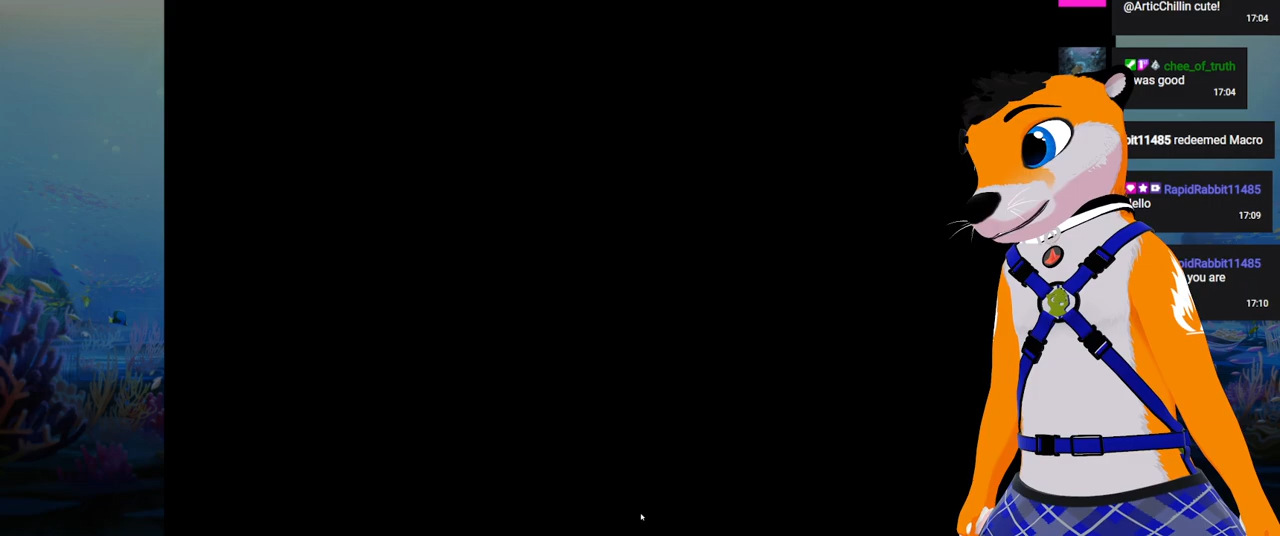 @ArticChillin cute!
17:04
chee_of_truth
was good
17:04
redeemed Macro
RapidRabbit11485
17:09
you are
17:10